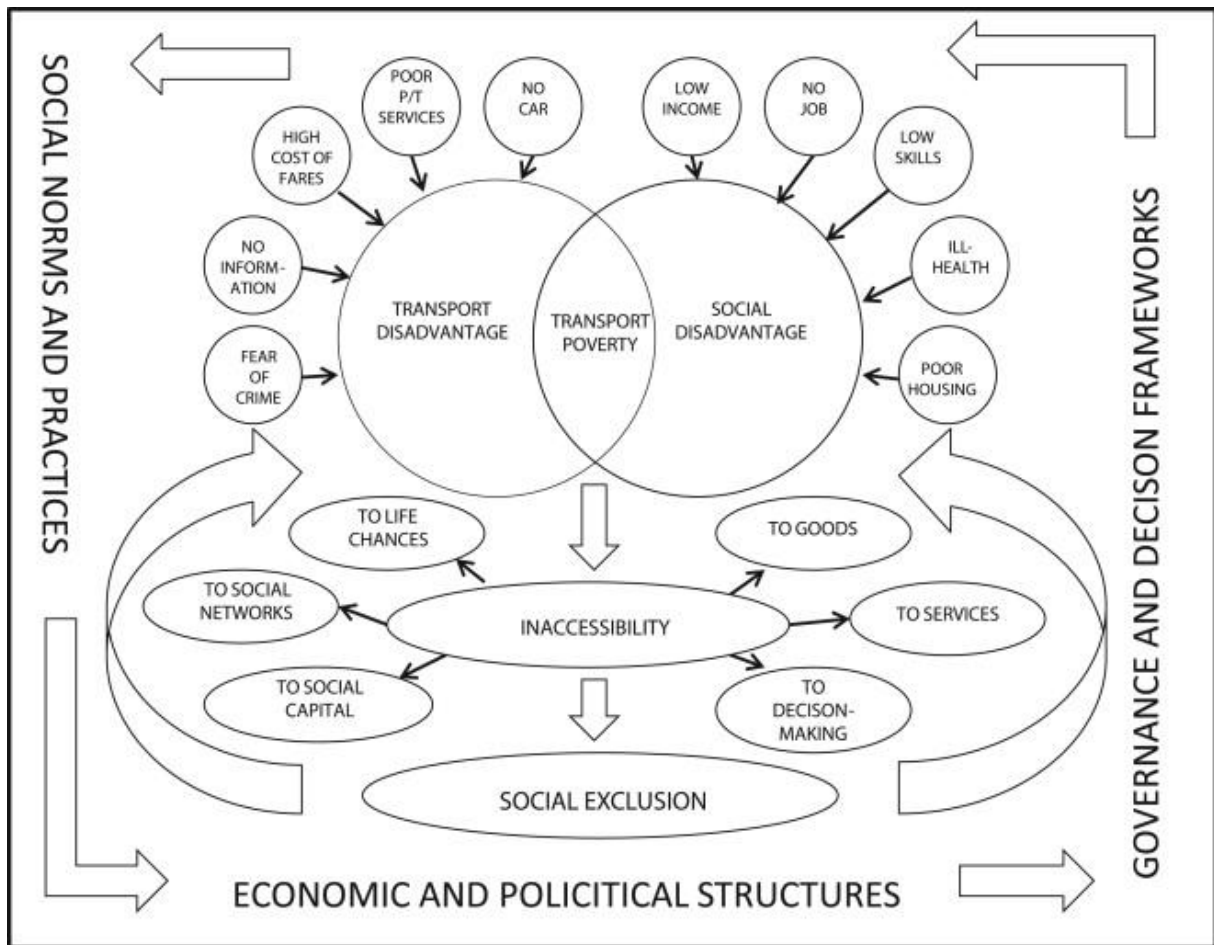 SOCIAL NORMS AND PRACTICES
POOR
P/T
SERVICES
NO
CAR
LOW
INCOME
NO
JOB
HIGH
COST OF
FARES
LOW
SKILLS
NO
INFORM-
ATION
ILL-
HEALTH
FEAR
OF
CRIME
POOR
HOUSING
TRANSPORT
DISADVANTAGE
TRANSPORT
POVERTY
SOCIAL
DISADVANTAGE
GOVERNANCE AND DECISON FRAMEWORKS
TO LIFE
CHANCES
TO GOODS
TO SOCIAL
NETWORKS
INACCESSIBILITY
TO SERVICES
TO SOCIAL
CAPITAL
TO
DECISON-
MAKING
SOCIAL EXCLUSION
ECONOMIC AND POLICITICAL STRUCTURES